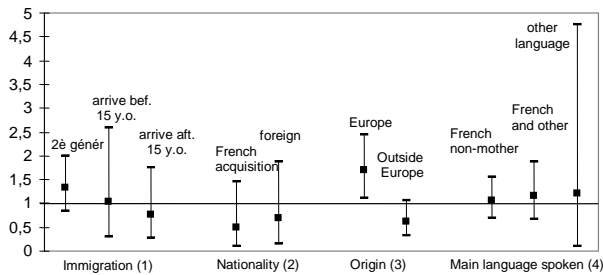 5
4,5
4
3,5
3
2,5
2
1,5
1
0,5
0
2è génér
arrive bef.
15 y.o.
arrive aft.
15 y.o.
French
acquisition
foreign
Europe
Outside
Europe
French
non-mother
French
and other
other
language
Immigration (1)
Nationality (2)
Origin (3)
Main language spoken (4)